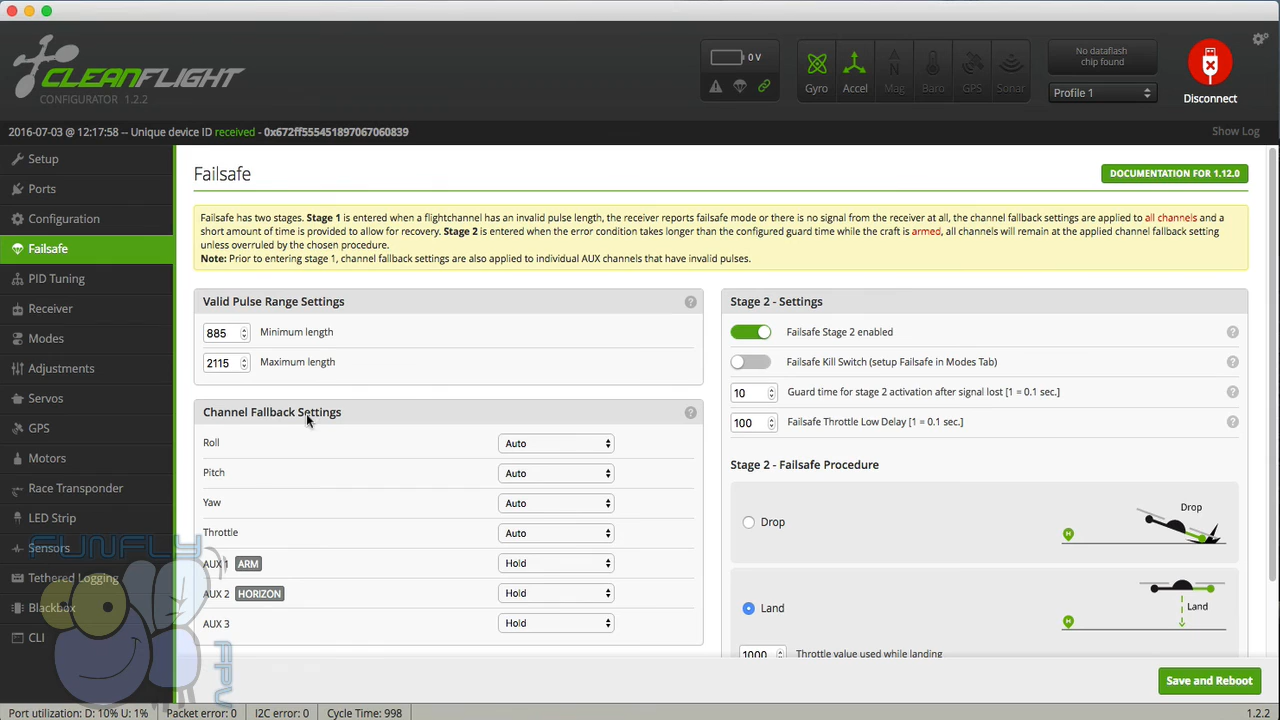 CLEANFLIGHT
CONFIGURATOR 1.2.2
0 V
Gyro
Accel
Mag
Baro
GPS
Sonar
No dataflash
chip found
Profile 1
Disconnect
2016-07-03 @ 12:17:58 -- Unique device ID received - 0x672ff555451897067060839
Show Log
Setup
Ports
Configuration
Failsafe
PID Tuning
Receiver
Modes
Adjustments
Servos
GPS
Motors
Race Transponder
LED Strip
Sensors
Tethered Logging
Blackbox
CLI
FUNFLY
FPV
Failsafe
DOCUMENTATION FOR 1.12.0
Failsafe has two stages. Stage 1 is entered when a flightchannel has an invalid pulse length, the receiver reports failsafe mode or there is no signal from the receiver at all, the channel fallback settings are applied to all channels and a
short amount of time is provided to allow for recovery. Stage 2 is entered when the error condition takes longer than the configured guard time while the craft is armed, all channels will remain at the applied channel fallback setting
unless overruled by the chosen procedure.
Note: Prior to entering stage 1, channel fallback settings are also applied to individual AUX channels that have invalid pulses.
Valid Pulse Range Settings
885 Minimum length
2115 Maximum length
Channel Fallback Settings
Roll Auto
Pitch Auto
Yaw Auto
Throttle Auto
AUX 1 ARM Hold
AUX 2 HORIZON Hold
AUX 3 Hold
Stage 2 - Settings
Failsafe Stage 2 enabled
Failsafe Kill Switch (setup Failsafe in Modes Tab)
10 Guard time for stage 2 activation after signal lost [1 = 0.1 sec.]
100 Failsafe Throttle Low Delay [1 = 0.1 sec.]
Stage 2 - Failsafe Procedure
Drop
Drop
H
Land
Land
H
1000 Throttle value used while landing
Save and Reboot
Port utilization: D: 10% U: 1%
Packet error: 0
I2C error: 0
Cycle Time: 998
1.2.2